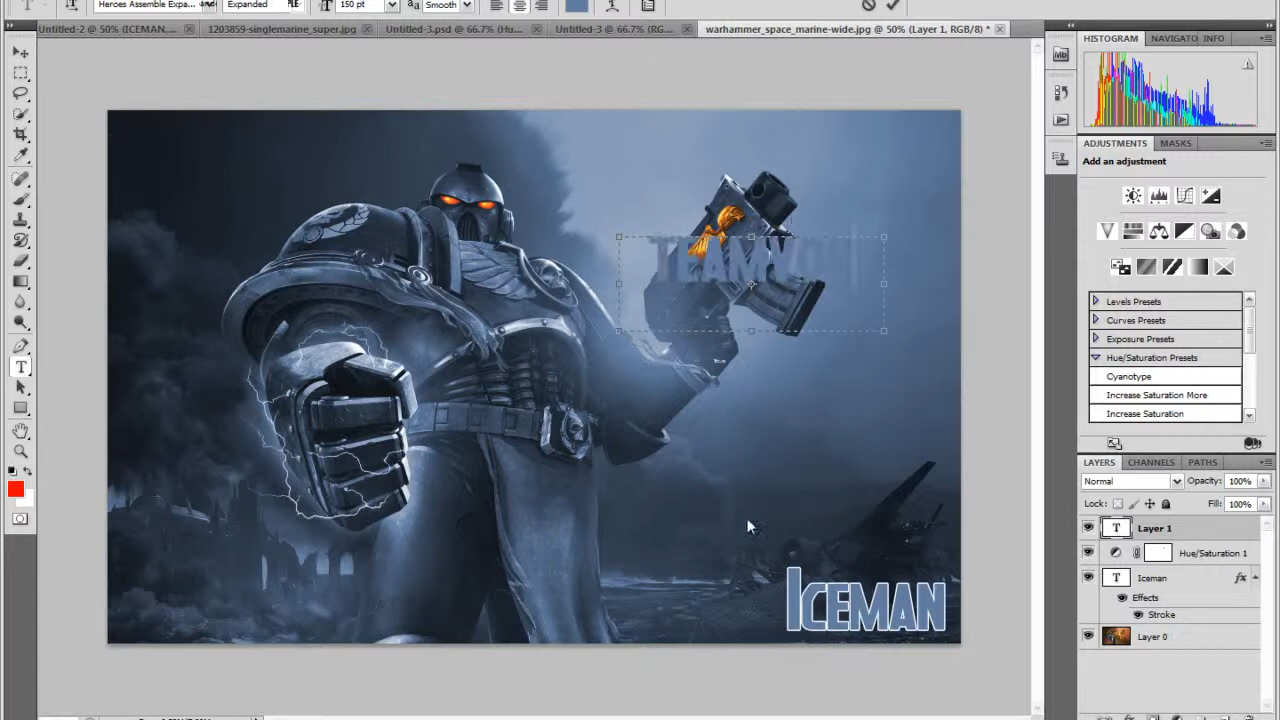 Heroes Assemble Expa...
Expanded
150 pt
Smooth
Untitled-2 @ 50% (ICEMAN,...
1203859-singlemarine_super.jpg
Untitled-3.psd @ 66.7% (Hu...
Untitled-3 @ 66.7% (RG...
warhammer_space_marine-wide.jpg @ 50% (Layer 1, RGB/8) *
HISTOGRAM
NAVIGATO
INFO
ADJUSTMENTS
MASKS
Add an adjustment
Levels Presets
Curves Presets
Exposure Presets
Hue/Saturation Presets
Cyanotype
Increase Saturation More
Increase Saturation
LAYERS
CHANNELS
PATHS
Normal
Opacity: 100%
Lock:
Fill: 100%
T Layer 1
Hue/Saturation 1
T Iceman fx
Effects
Stroke
Layer 0
ICEMAN